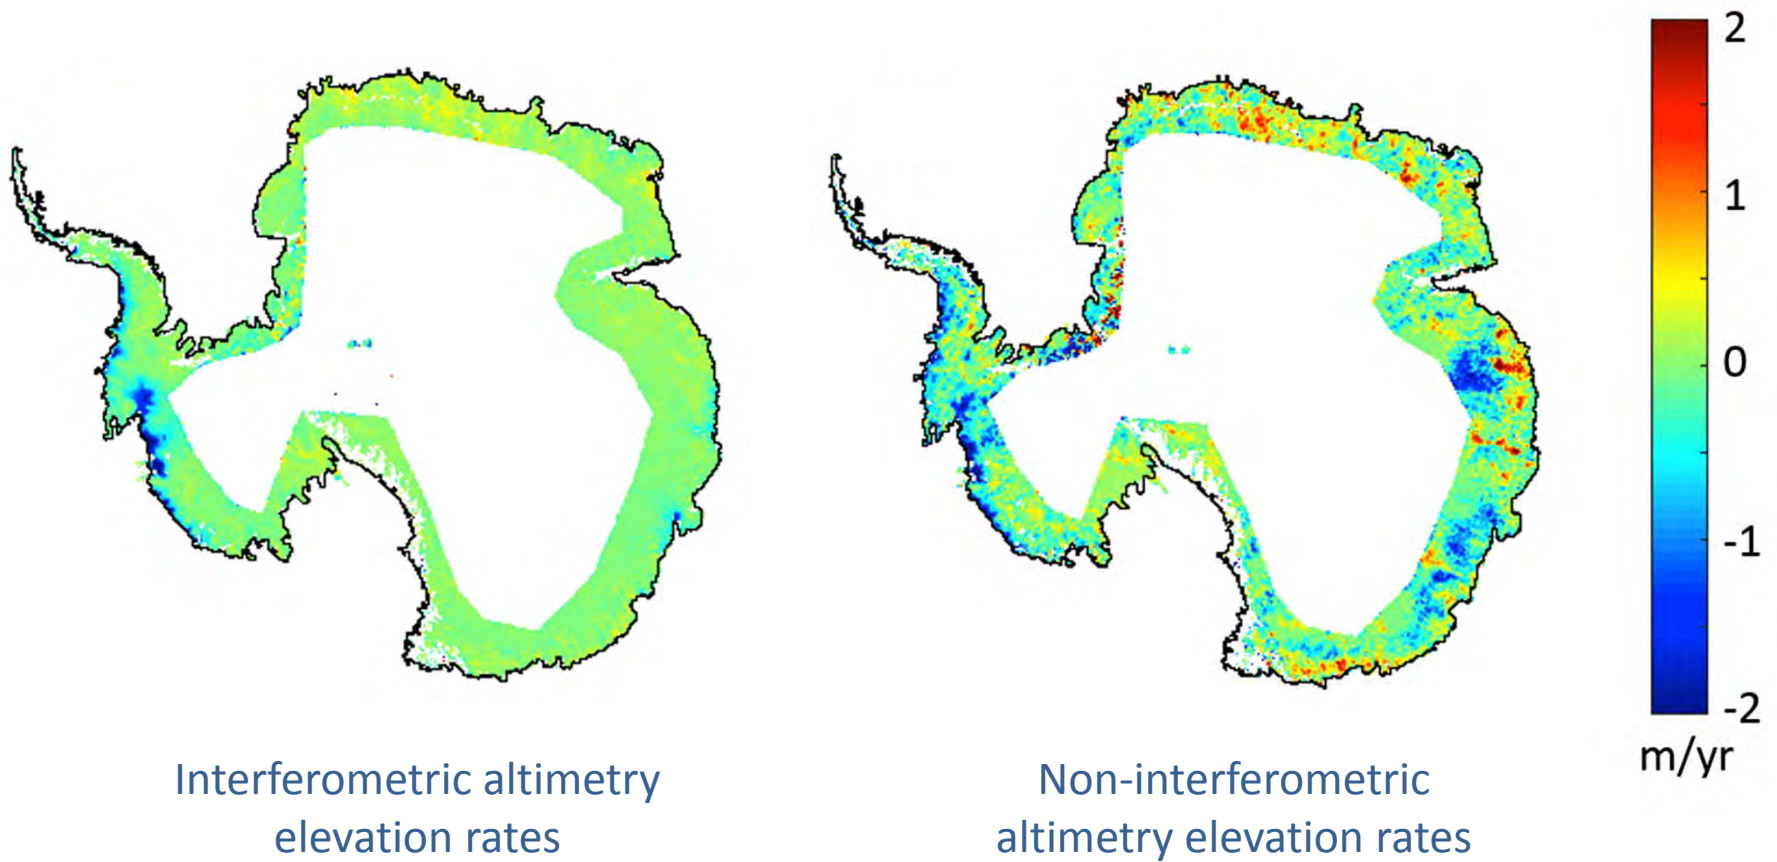 2
1
0
-1
-2
m/yr
Interferometric altimetry
elevation rates
Non-interferometric
altimetry elevation rates